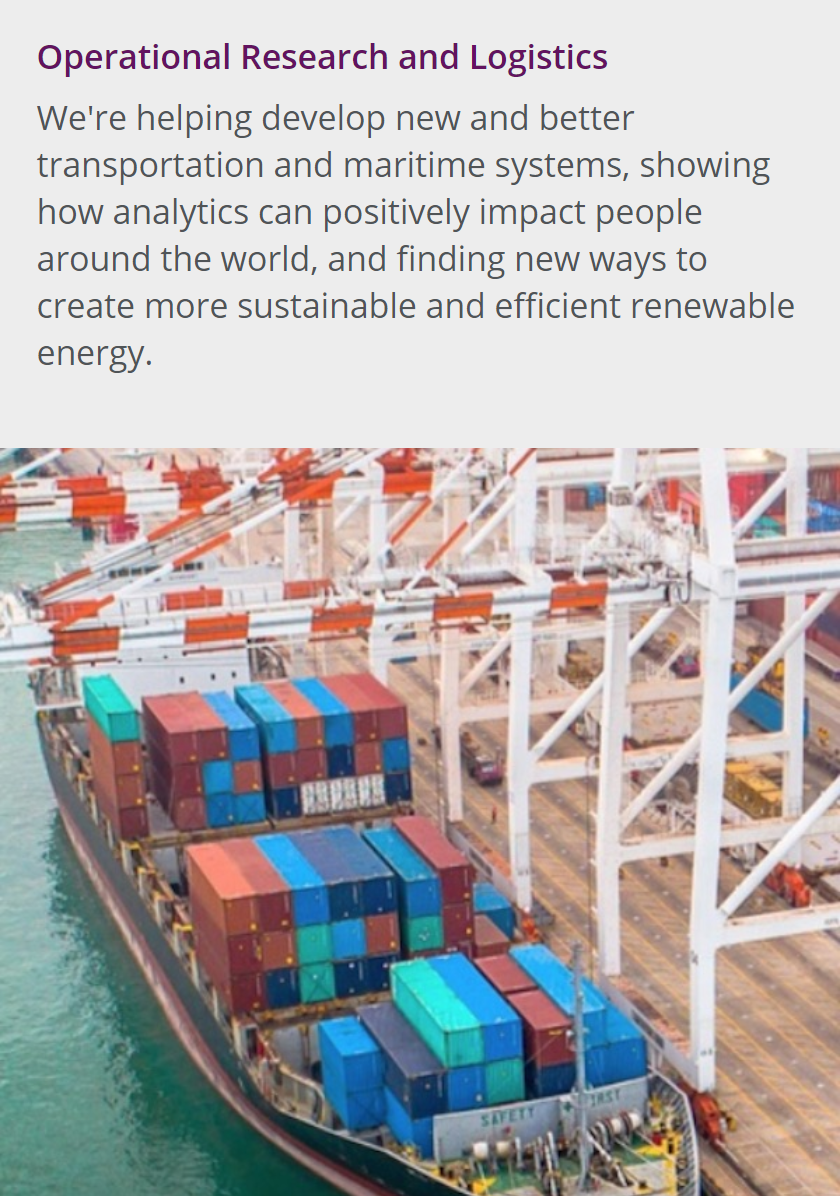 Operational Research and Logistics
We're helping develop new and better
transportation and maritime systems, showing
how analytics can positively impact people
around the world, and finding new ways to
create more sustainable and efficient renewable
energy.
SAFETY FIRST